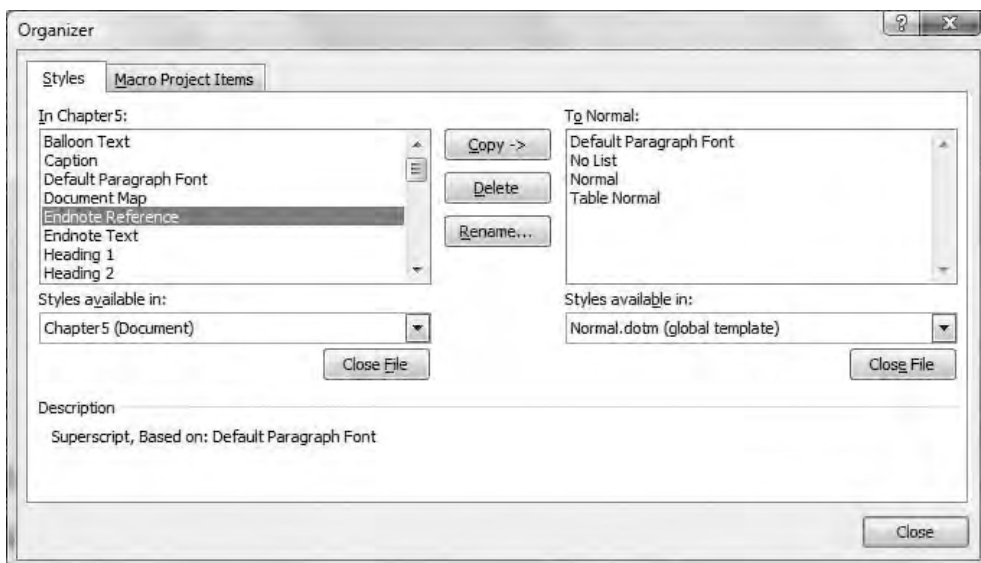 Organizer
Styles
Macro Project Items
In Chapter5:
Balloon Text
Caption
Default Paragraph Font
Document Map
Endnote Reference
Endnote Text
Heading 1
Heading 2
Styles available in:
Chapter5 (Document)
Close File
Copy ->
Delete
Rename...
To Normal:
Default Paragraph Font
No List
Normal
Table Normal
Styles available in:
Normal.dotm (global template)
Close File
Description
Superscript, Based on: Default Paragraph Font
Close